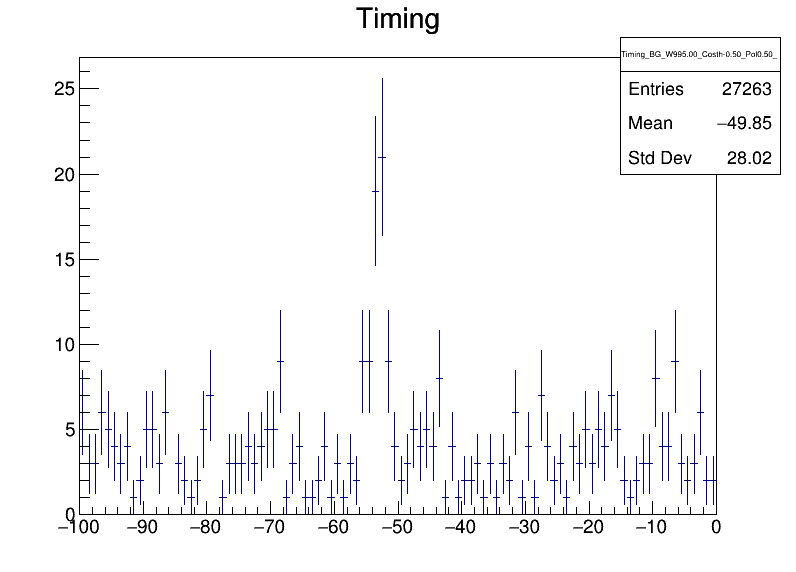 Timing
Timing_BG_W995.00_Costh-0.50_Pol0.50_
Entries 27263
Mean −49.85
Std Dev 28.02
25
20
15
10
5
0
−100 −90 −80 −70 −60 −50 −40 −30 −20 −10 0